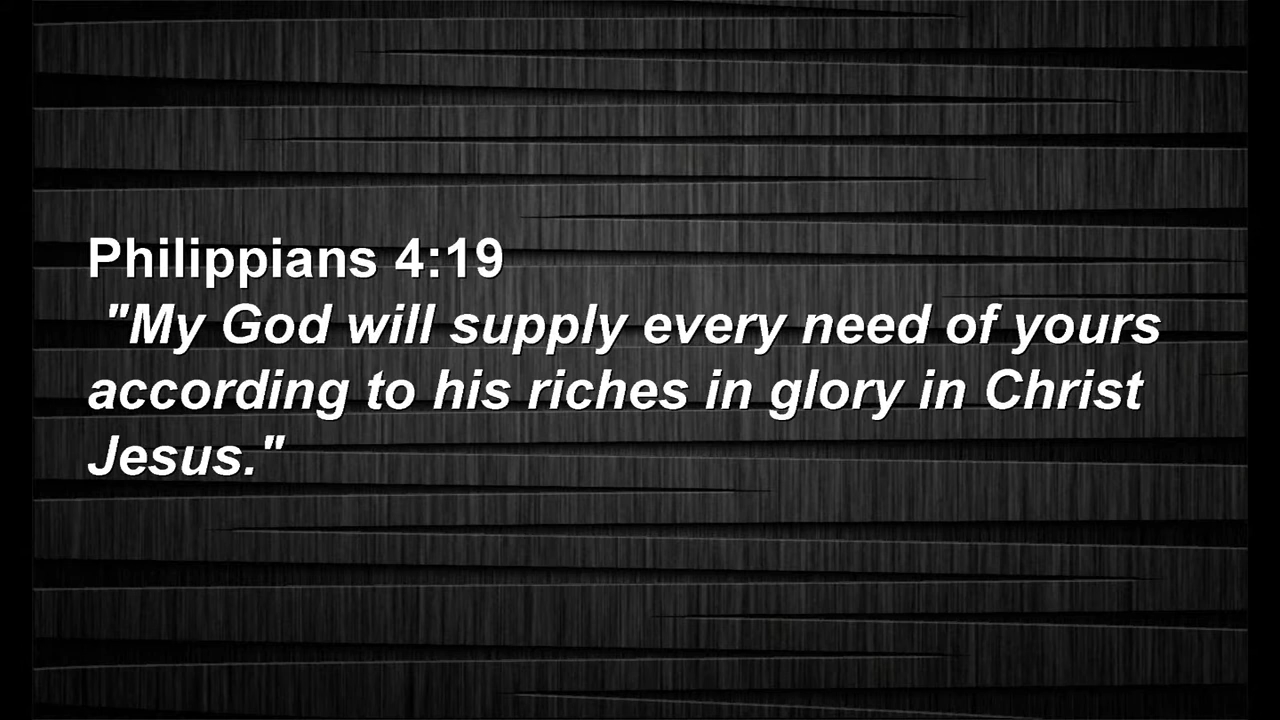 Philippians 4:19
"My God will supply every need of yours
according to his riches in glory in Christ
Jesus."